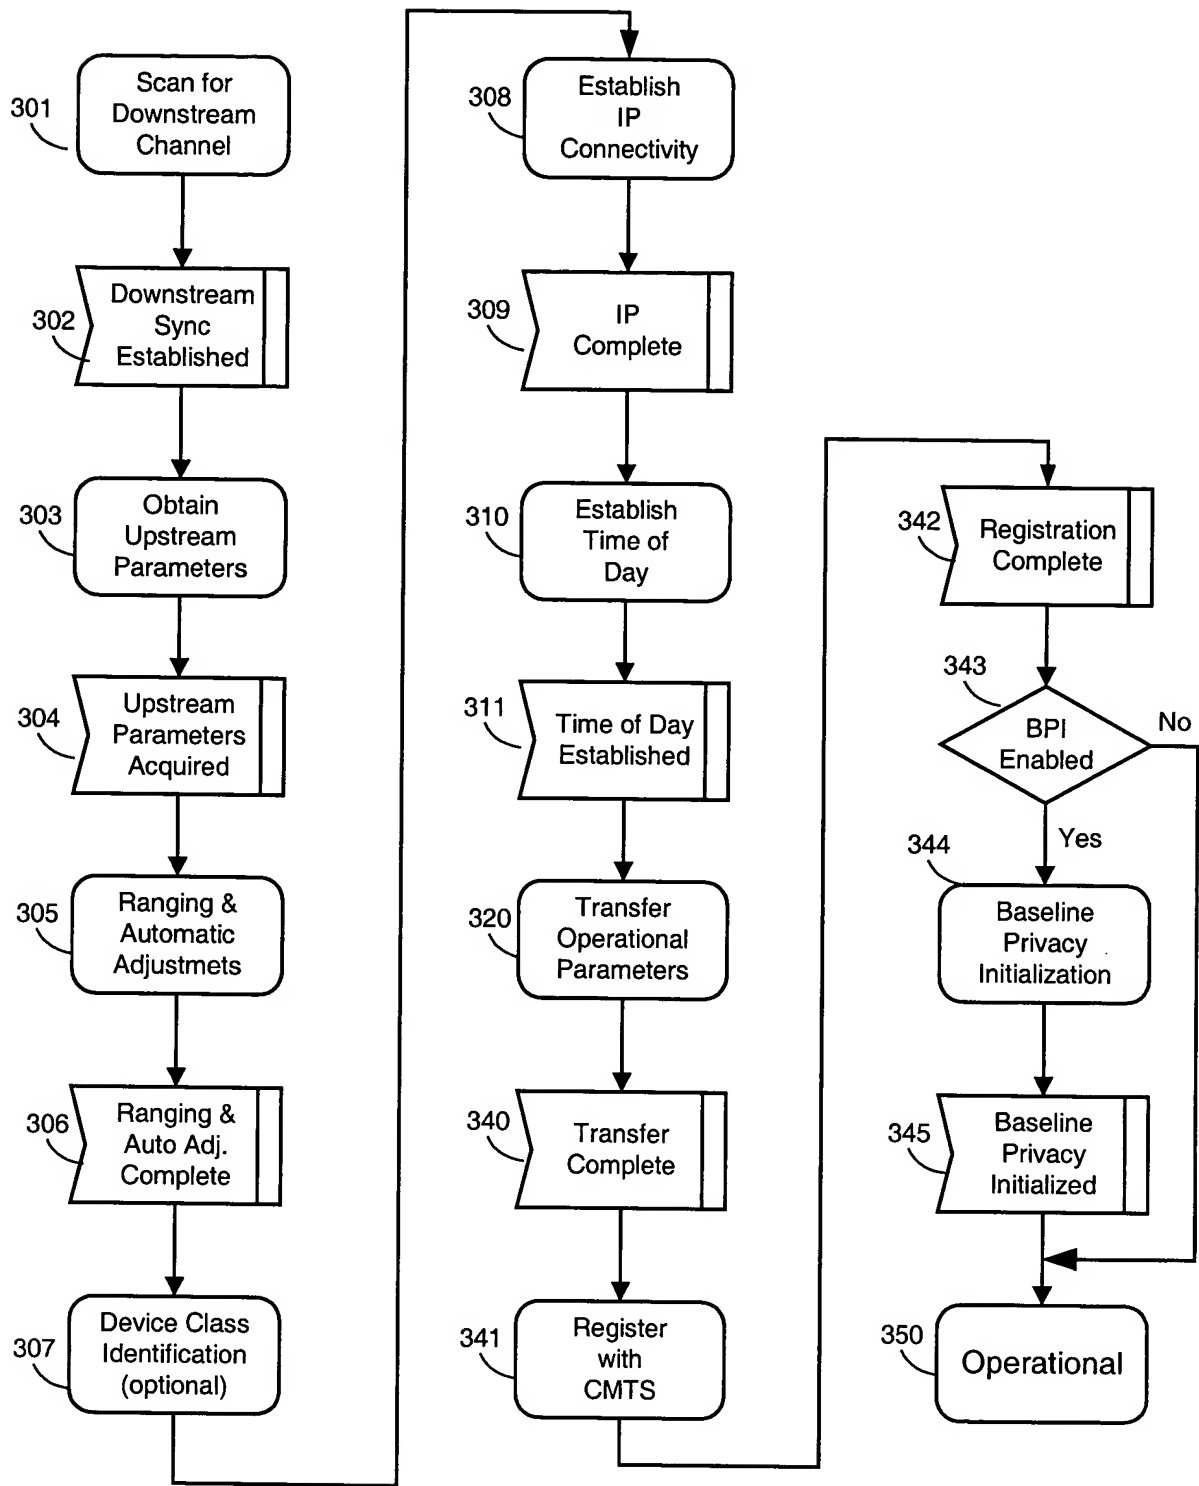 301
Scan for
Downstream
Channel
302
Downstream
Sync
Established
303
Obtain
Upstream
Parameters
304
Upstream
Parameters
Acquired
305
Ranging &
Automatic
Adjustmets
306
Ranging &
Auto Adj.
Complete
307
Device Class
Identification
(optional)
308
Establish
IP
Connectivity
309
IP
Complete
310
Establish
Time of
Day
311
Time of Day
Established
320
Transfer
Operational
Parameters
340
Transfer
Complete
341
Register
with
CMTS
342
Registration
Complete
343
BPI
Enabled
No
Yes
344
Baseline
Privacy
Initialization
345
Baseline
Privacy
Initialized
350
Operational